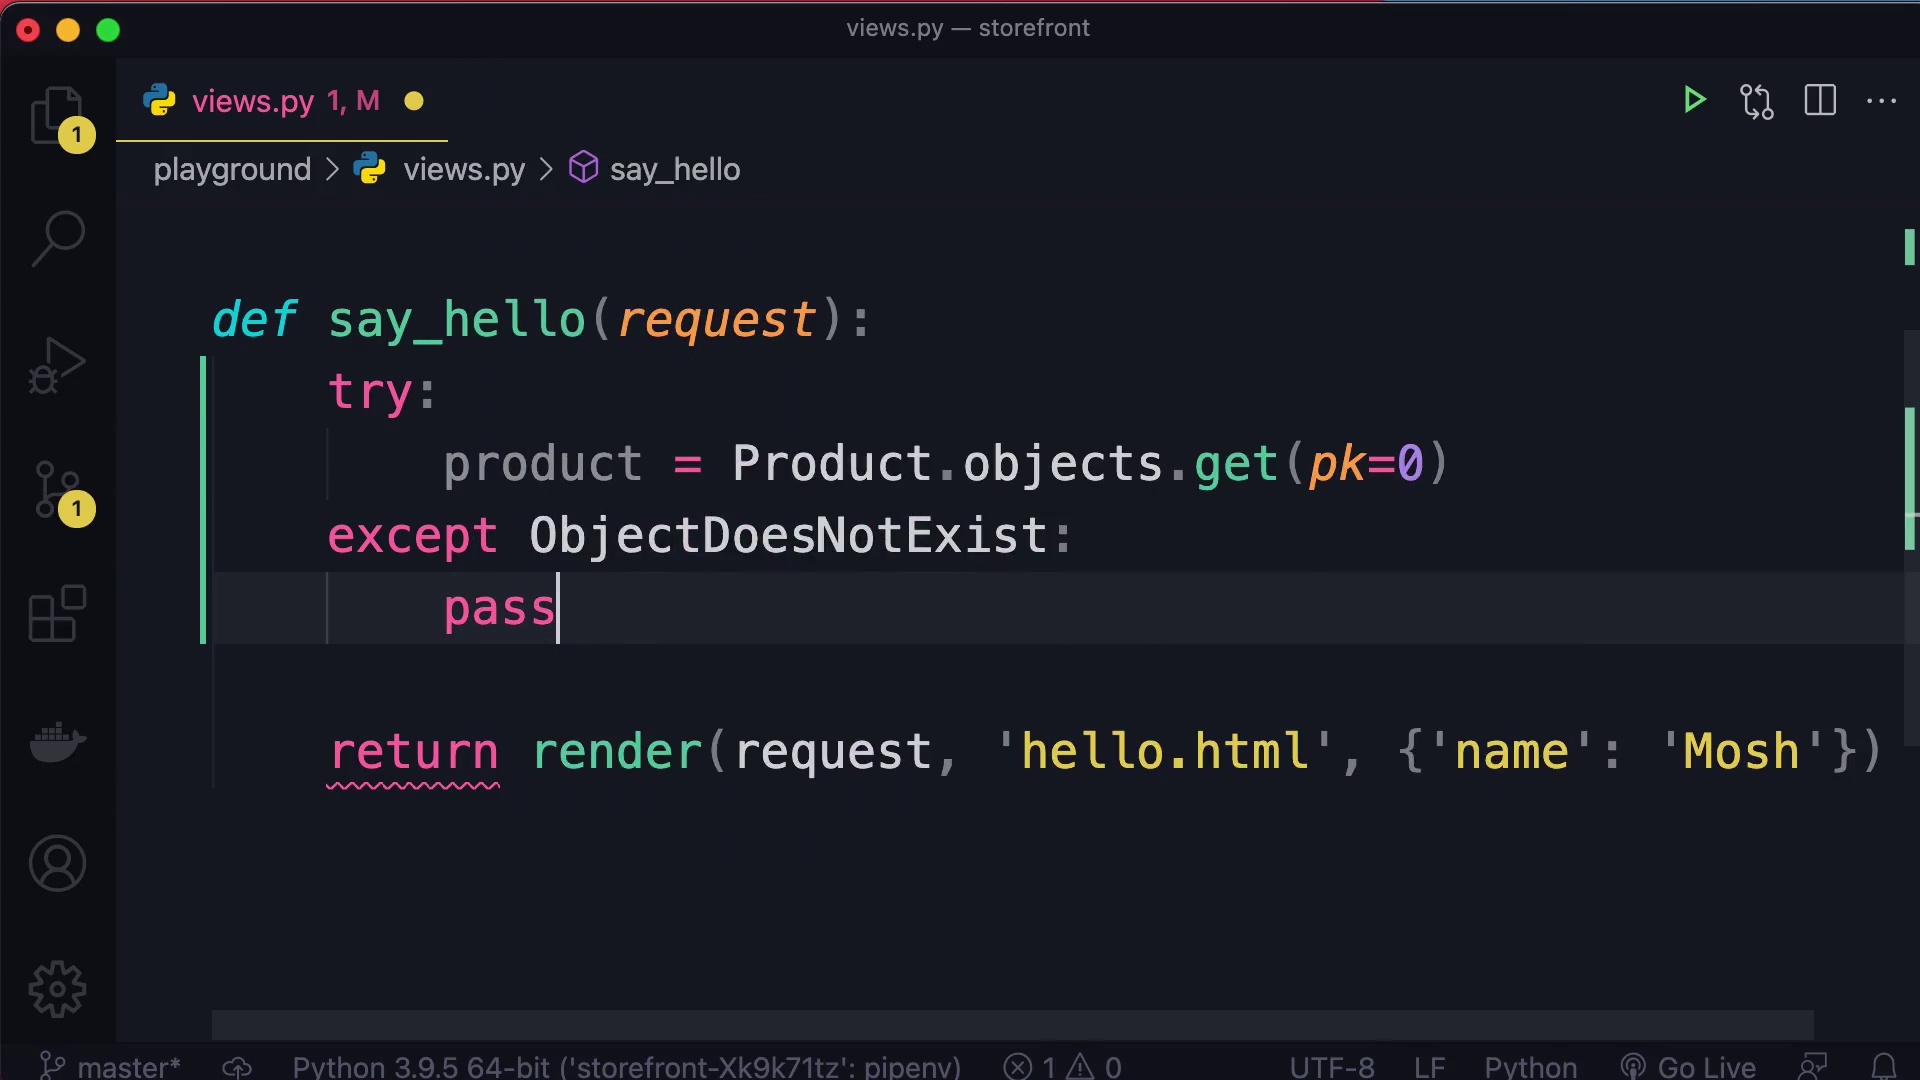 views.py — storefront
views.py 1, M
1
playground > views.py > say_hello
def say_hello(request):
try:
product = Product.objects.get(pk=0)
except ObjectDoesNotExist:
1
pass
return render(request, 'hello.html', {'name': 'Mosh'})
master* Python 3.9.5 64-bit ('storefront-Xk9k71tz': pipenv) 1 0 UTF-8 LF Python Go Live